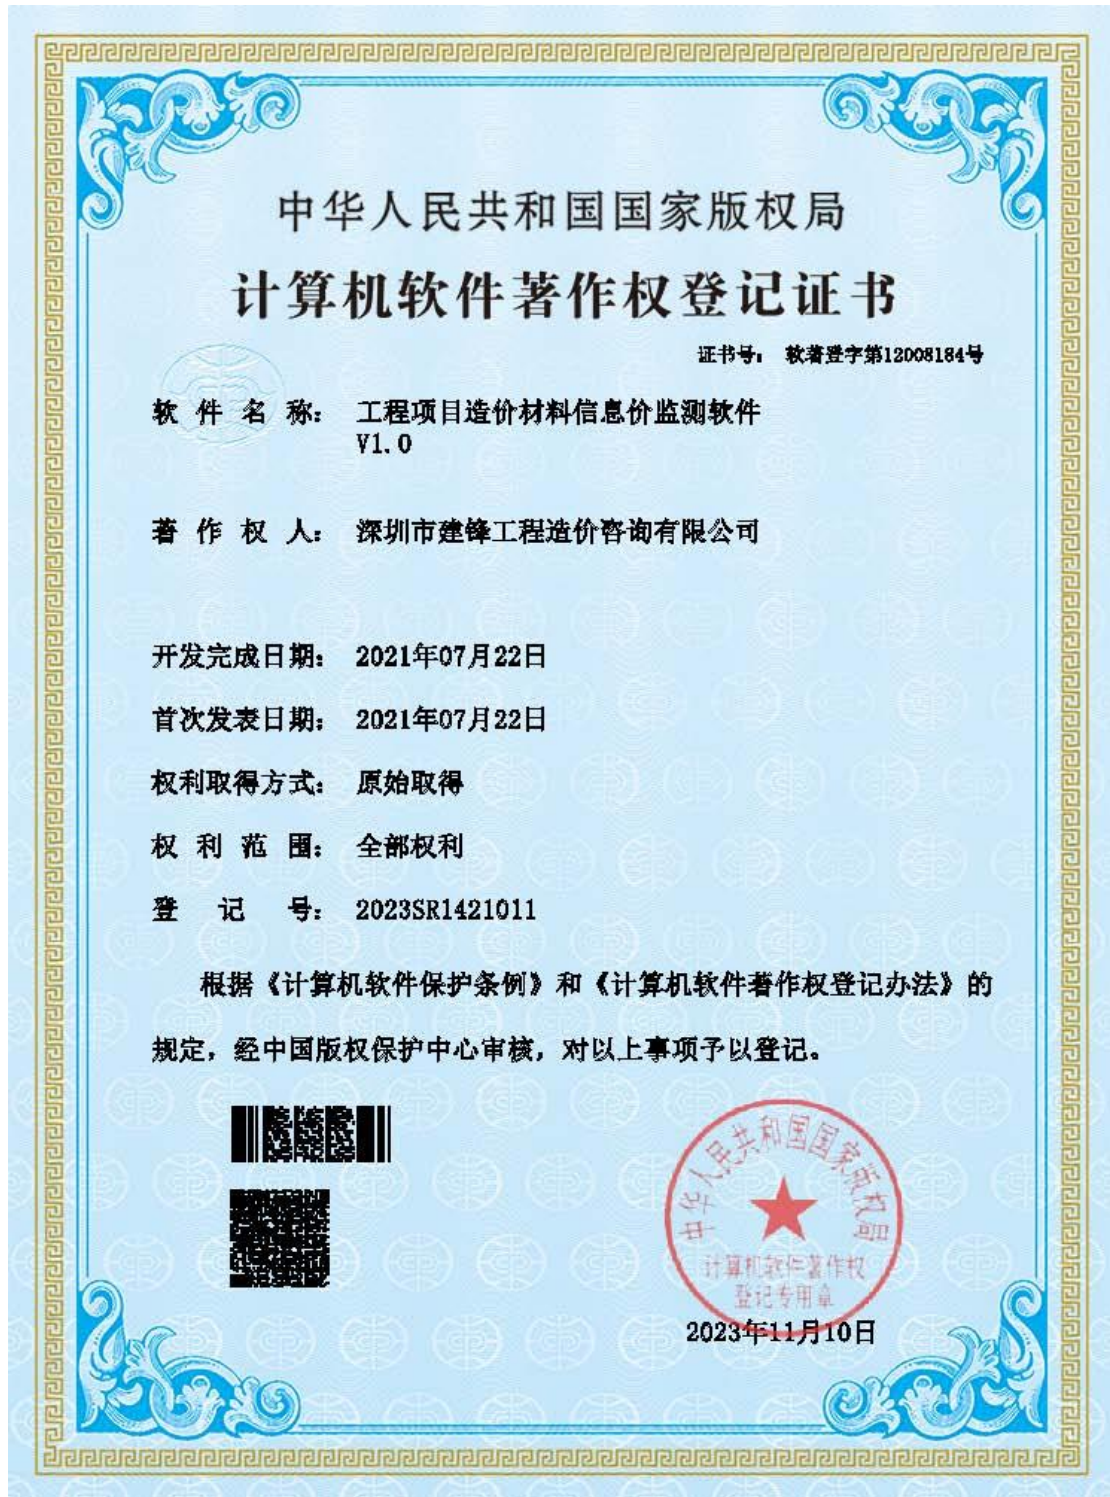 中华人民共和国国家版权局
计算机软件著作权登记证书
证书号： 软著登字第12008184号
软件名称： 工程项目造价材料信息价监测软件
V1.0
著作权人： 深圳市建锋工程造价咨询有限公司
开发完成日期： 2021年07月22日
首次发表日期： 2021年07月22日
权利取得方式： 原始取得
权利范围： 全部权利
登记号： 2023SR1421011
根据《计算机软件保护条例》和《计算机软件著作权登记办法》的
规定，经中国版权保护中心审核，对以上事项予以登记。
中华人民共和国国家版权局
计算机软件著作权
登记专用章
2023年11月10日